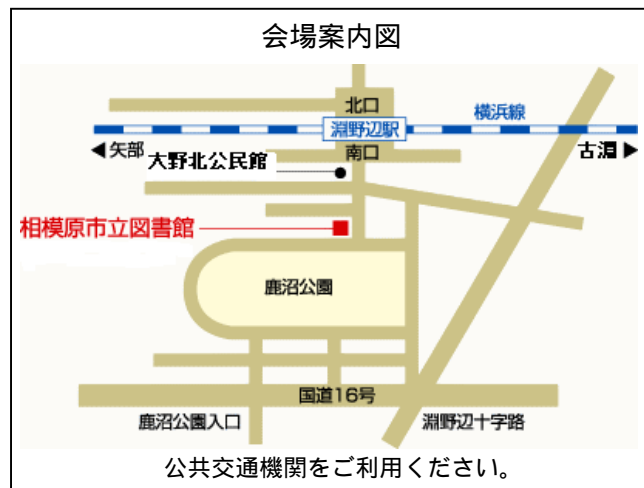 会場案内図
北口
横浜線
淵野辺駅
◀矢部
南口
古淵▶
大野北公民館
相模原市立図書館
鹿沼公園
国道16号
鹿沼公園入口
淵野辺十字路
公共交通機関をご利用ください。